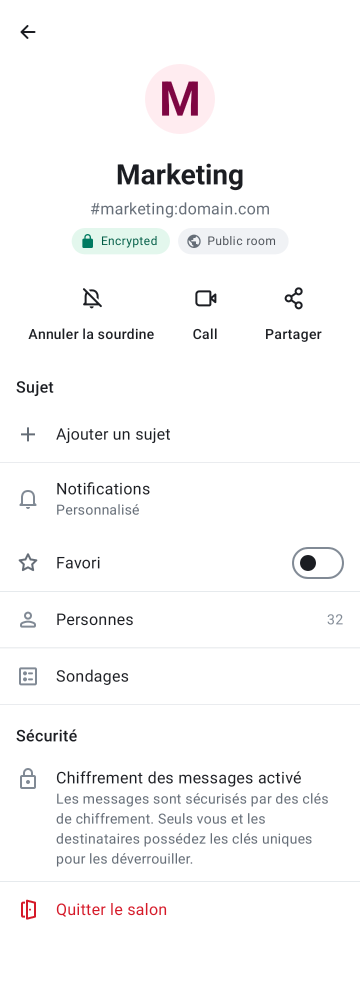 M
Marketing
#marketing:domain.com
Encrypted
Public room
Annuler la sourdine
Call
Partager
Sujet
Ajouter un sujet
Notifications
Personnalisé
Favori
Personnes
32
Sondages
Sécurité
Chiffrement des messages activé
Les messages sont sécurisés par des clés
de chiffrement. Seuls vous et les
destinataires possédez les clés uniques
pour les déverrouiller.
Quitter le salon